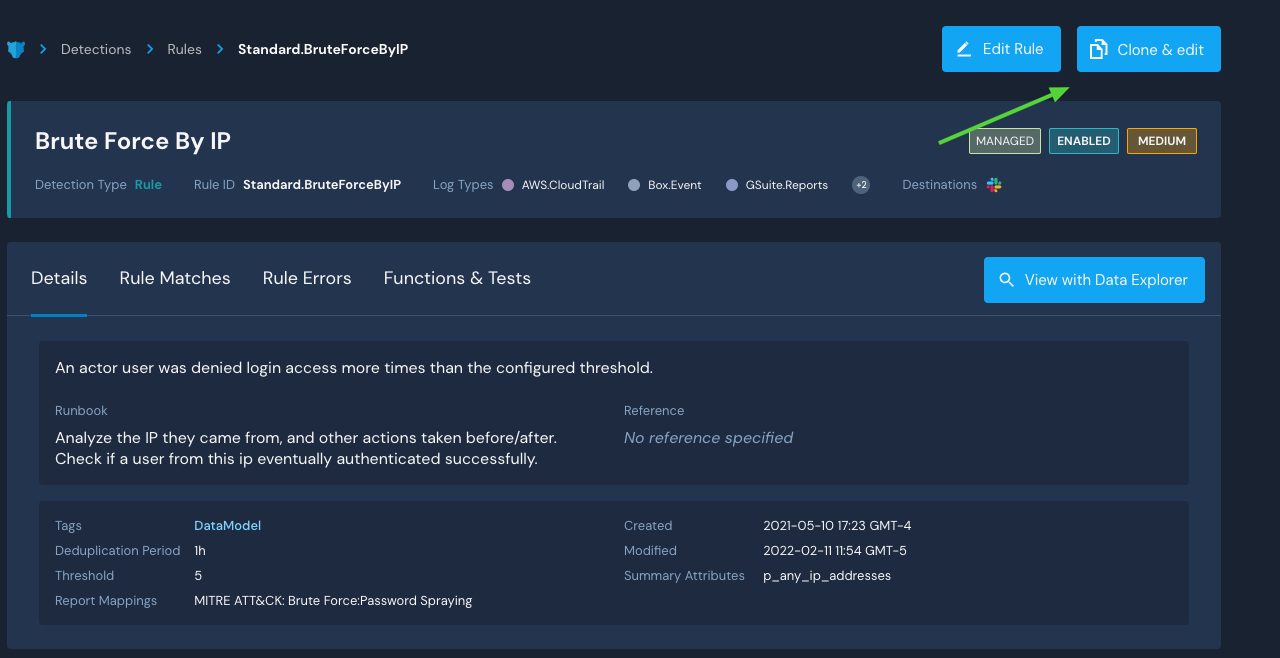 Detections Rules Standard.BruteForceByIP
Edit Rule
Clone & edit
Brute Force By IP
MANAGED ENABLED MEDIUM
Detection Type Rule Rule ID Standard.BruteForceByIP Log Types AWS.CloudTrail Box.Event GSuite.Reports +2 Destinations
Details Rule Matches Rule Errors Functions & Tests
View with Data Explorer
An actor user was denied login access more times than the configured threshold.
Runbook
Analyze the IP they came from, and other actions taken before/after.
Check if a user from this ip eventually authenticated successfully.
Reference
No reference specified
Tags DataModel
Deduplication Period 1h
Threshold 5
Report Mappings MITRE ATT&CK: Brute Force:Password Spraying
Created 2021-05-10 17:23 GMT-4
Modified 2022-02-11 11:54 GMT-5
Summary Attributes p_any_ip_addresses